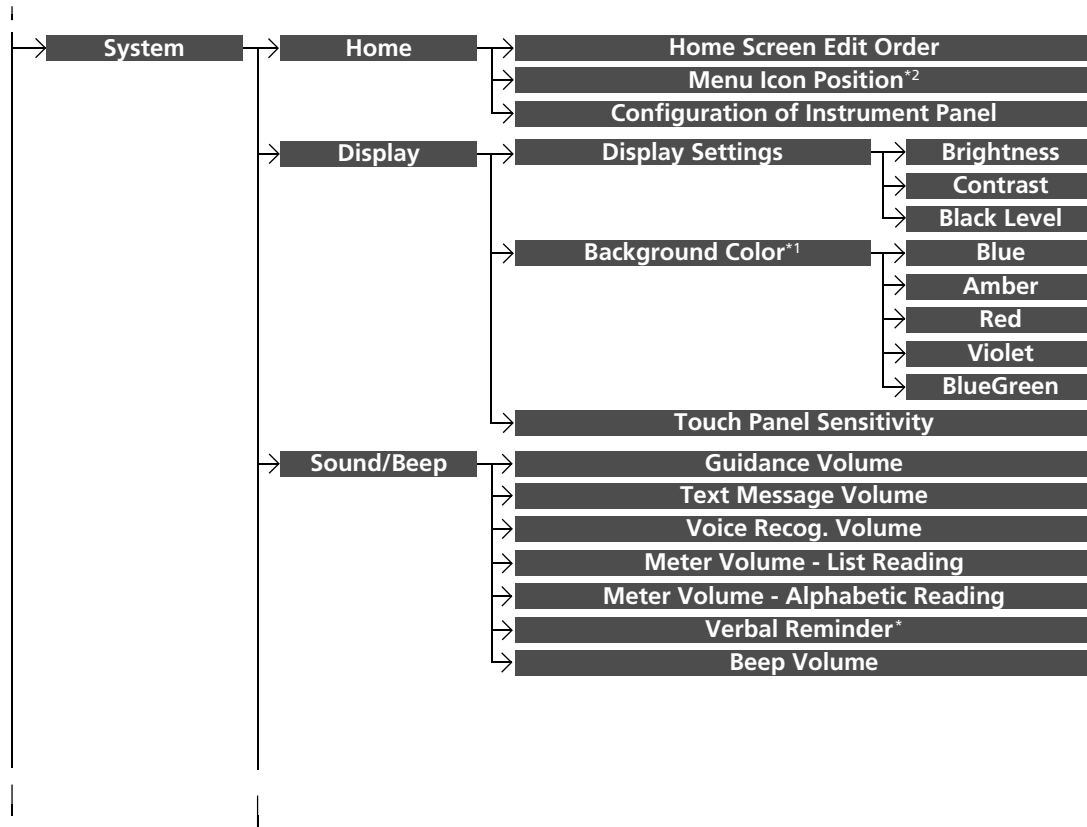 System
Home
Home Screen Edit Order
Menu Icon Position*2
Configuration of Instrument Panel
Display
Display Settings
Brightness
Contrast
Black Level
Background Color*1
Blue
Amber
Red
Violet
BlueGreen
Touch Panel Sensitivity
Sound/Beep
Guidance Volume
Text Message Volume
Voice Recog. Volume
Meter Volume - List Reading
Meter Volume - Alphabetic Reading
Verbal Reminder*
Beep Volume